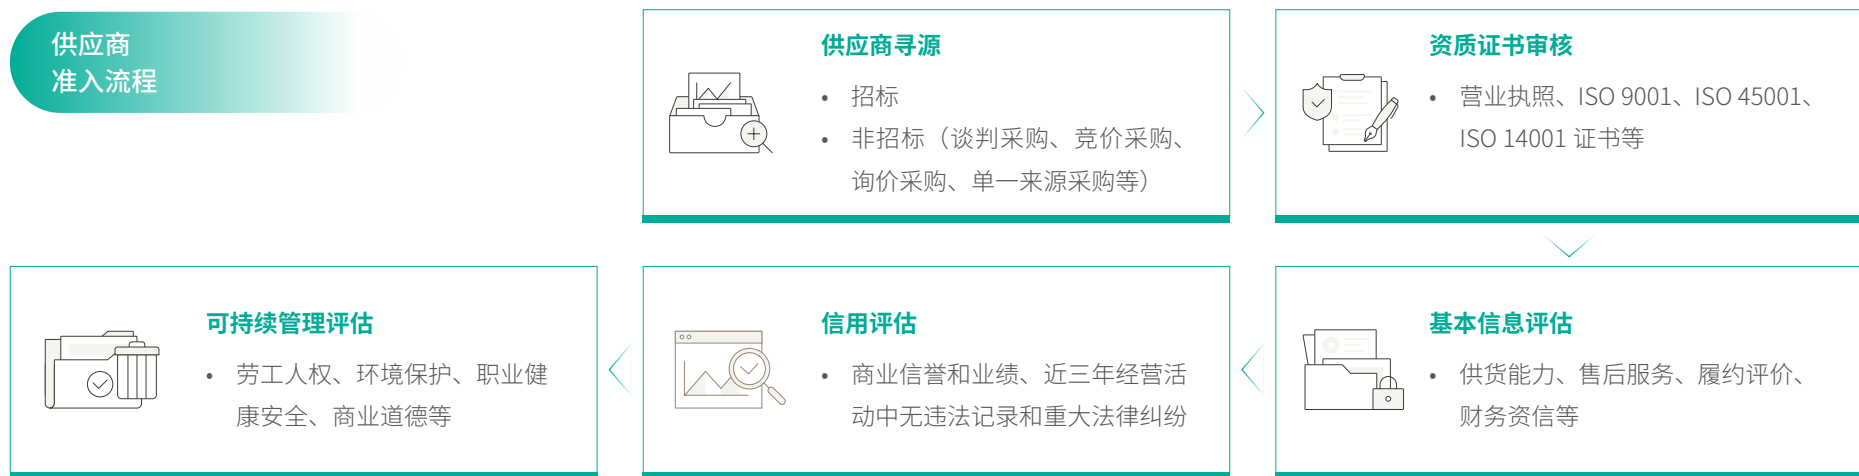 供应商
准入流程
供应商寻源
• 招标
• 非招标（谈判采购、竞价采购、
询价采购、单一来源采购等）
资质证书审核
• 营业执照、ISO 9001、ISO 45001、
ISO 14001 证书等
基本信息评估
• 供货能力、售后服务、履约评价、
财务资信等
信用评估
• 商业信誉和业绩、近三年经营活
动中无违法记录和重大法律纠纷
可持续管理评估
• 劳工人权、环境保护、职业健
康安全、商业道德等